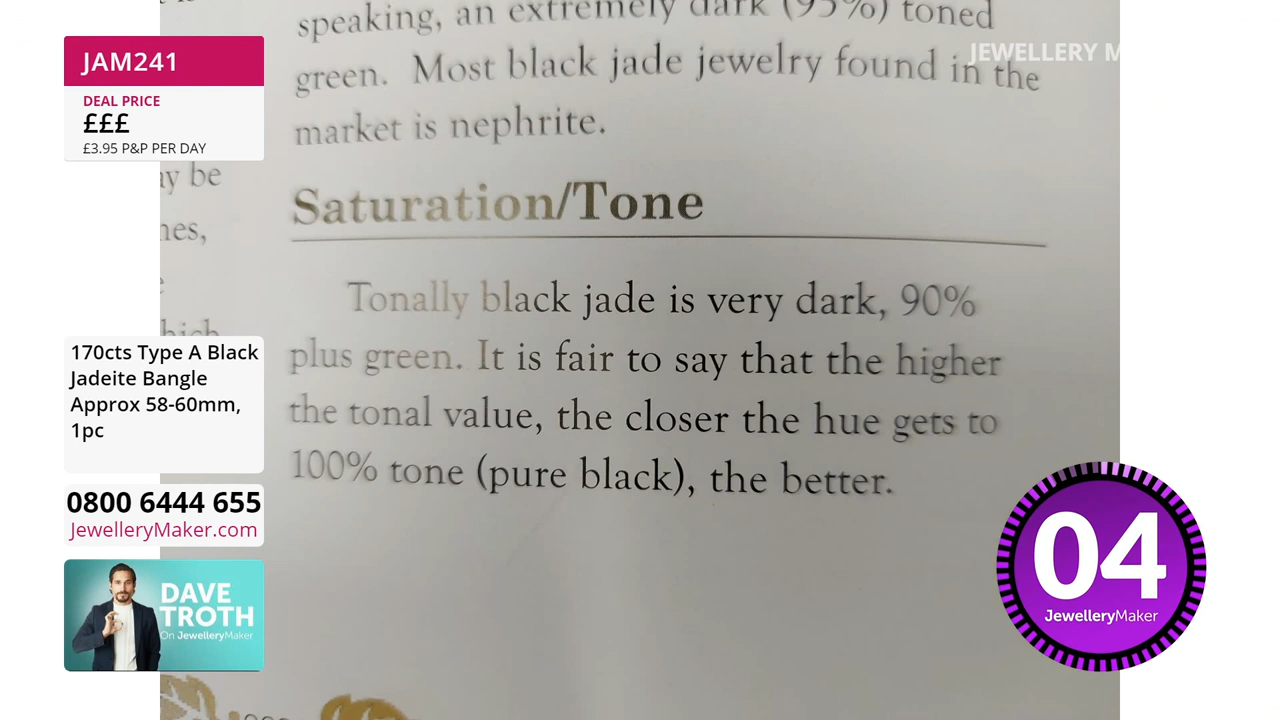 JAM241
DEAL PRICE
£££
£3.95 P&P PER DAY
170cts Type A Black
Jadeite Bangle
Approx 58-60mm,
1pc
0800 6444 655
JewelleryMaker.com
DAVE
TROTH
On JewelleryMaker
be
speaking, an extremely dark (95%) toned
green. Most black jade jewelry found in the
market is nephrite.
Saturation/Tone
Tonally black jade is very dark, 90%
plus green. It is fair to say that the higher
the tonal value, the closer the hue gets to
100% tone (pure black), the better.
JEWELLERY M
04
JewelleryMaker